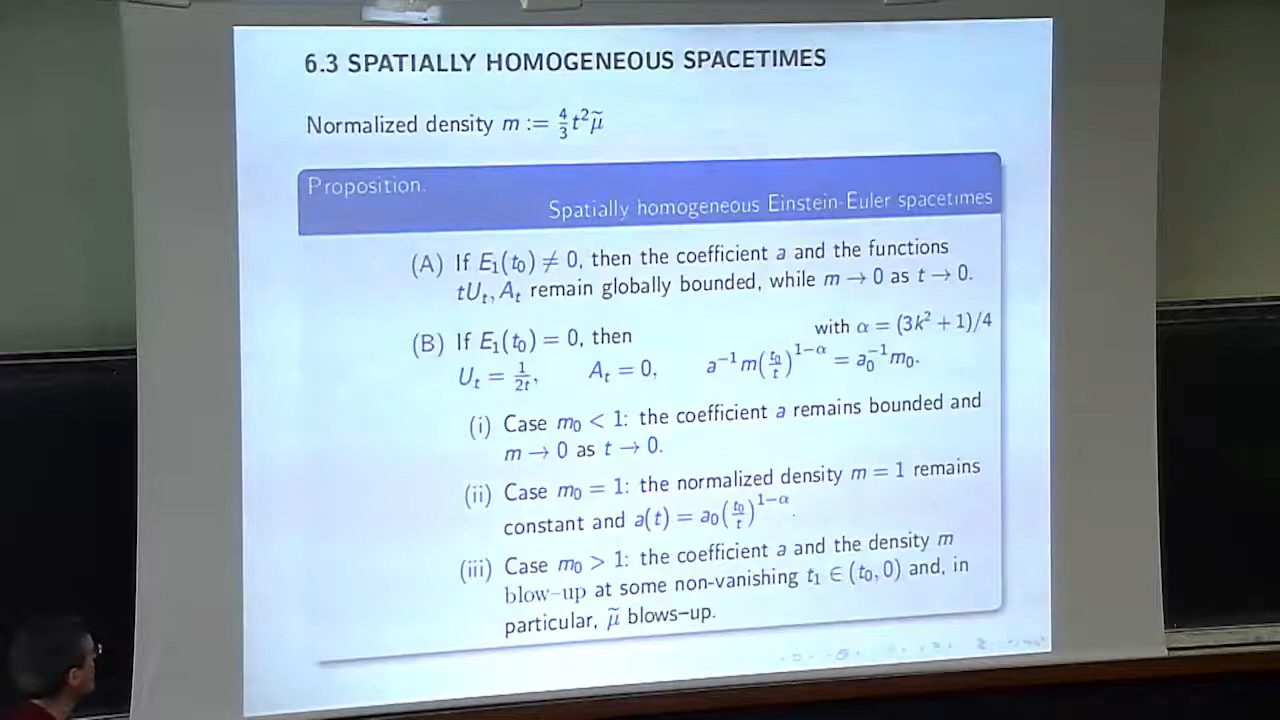 6.3 SPATIALLY HOMOGENEOUS SPACETIMES
Normalized density m := 4/3 t² μ̃
Proposition.
Spatially homogeneous Einstein-Euler spacetimes
(A) If E₁(t₀) ≠ 0, then the coefficient a and the functions
tUₜ, Aₜ remain globally bounded, while m → 0 as t → 0.
(B) If E₁(t₀) = 0, then with α = (3k² + 1)/4
Uₜ = 1/2t, Aₜ = 0, a⁻¹m(t₀/t)¹⁻ᵅ = a₀⁻¹m₀.
(i) Case m₀ < 1: the coefficient a remains bounded and
m → 0 as t → 0.
(ii) Case m₀ = 1: the normalized density m = 1 remains
constant and a(t) = a₀(t₀/t)¹⁻ᵅ.
(iii) Case m₀ > 1: the coefficient a and the density m
blow-up at some non-vanishing t₁ ∈ (t₀, 0) and, in
particular, μ̃ blows-up.